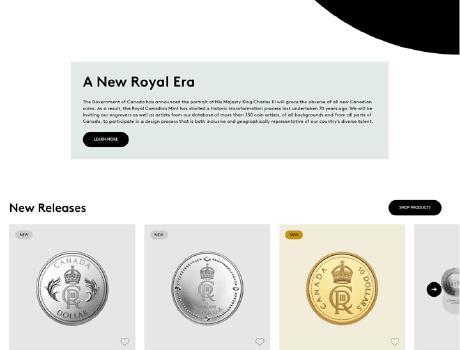 A New Royal Era
The Government of Canada has announced the portrait of His Majesty King Charles III will grace the obverse of all new Canadian
coins. As a result, the Royal Canadian Mint has started a historic transformation process last undertaken 70 years ago. We will be
inviting our engravers as well as artists from our database of more than 350 coin artists, of all backgrounds and from all parts of
Canada, to participate in a design process that is both inclusive and geographically representative of our country's diverse talent.
LEARN MORE
New Releases
SHOP PRODUCTS
NEW
NEW
NEW
CANADA
DOLLAR
CANADA
CANADA
10 DOLLARS